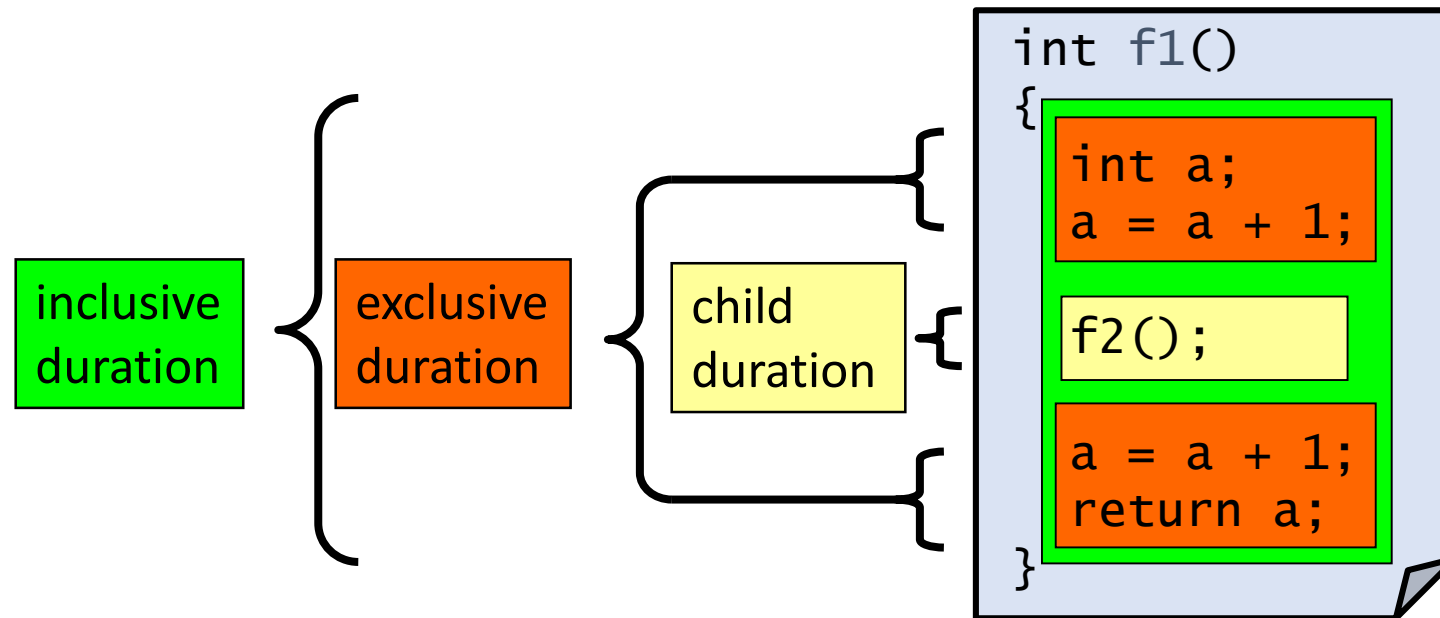 inclusive
duration
exclusive
duration
child
duration
int f1()
{
int a;
a = a + 1;
f2();
a = a + 1;
return a;
}